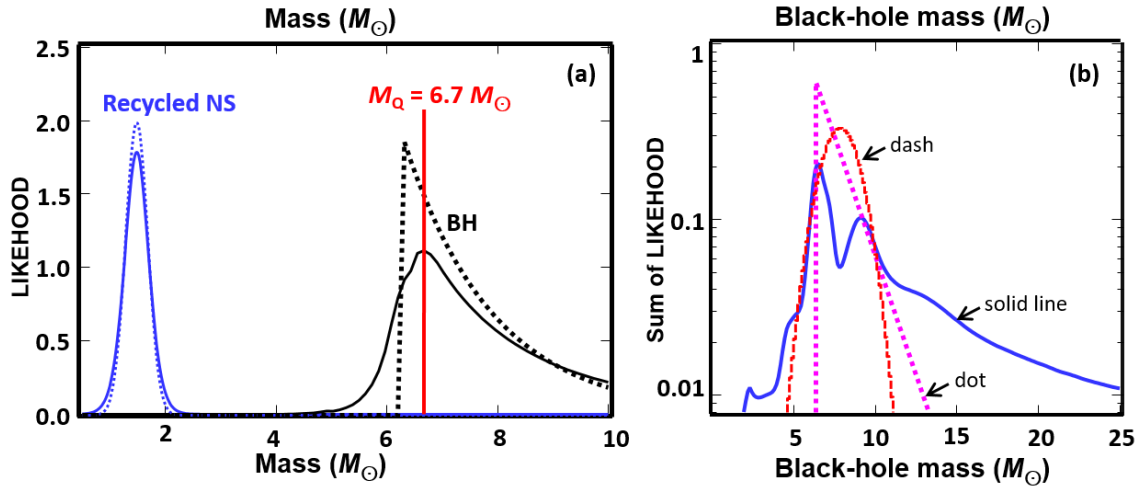 Mass (M⊙)
(a)
Recycled NS
M_Q = 6.7 M⊙
BH
LIKEHOOD
2.5
2.0
1.5
1.0
0.5
0.0
2
4
6
8
10
Mass (M⊙)
Black-hole mass (M⊙)
(b)
dash
solid line
dot
Sum of LIKEHOOD
1
0.1
0.01
5
10
15
20
25
Black-hole mass (M⊙)